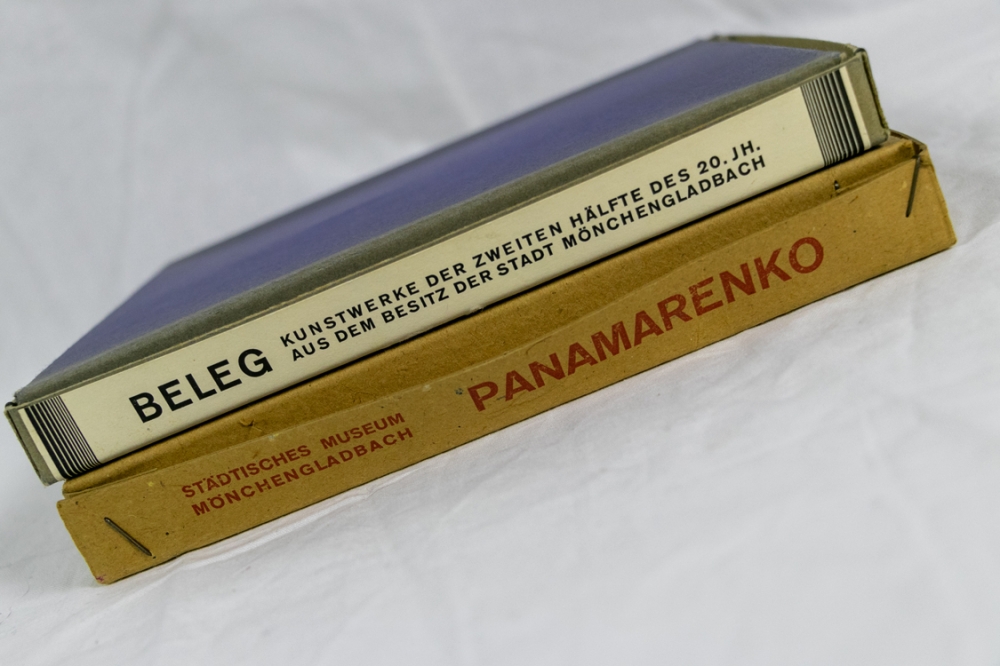 BELEG
KUNSTWERKE DER ZWEITEN HÄLFTE DES 20. JH.
AUS DEM BESITZ DER STADT MÖNCHENGLADBACH
STÄDTISCHES MUSEUM
MÖNCHENGLADBACH
PANAMARENKO